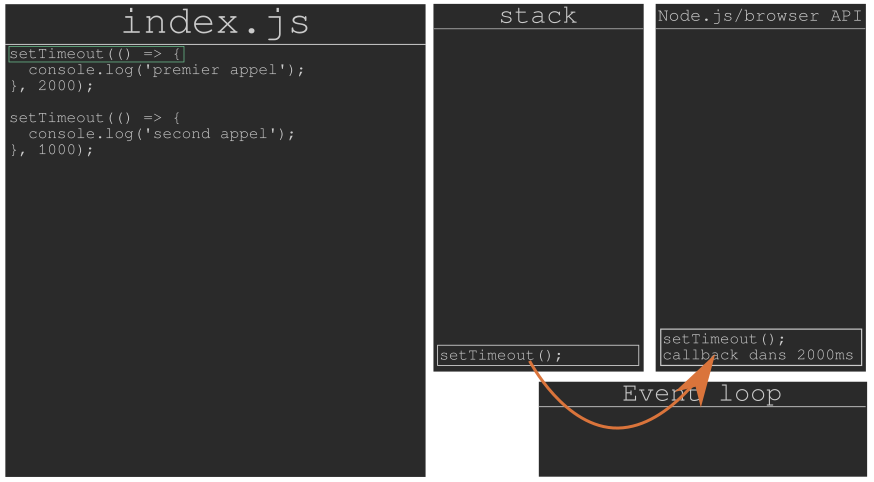 index.js
setTimeout(() => {
  console.log('premier appel');
}, 2000);
setTimeout(() => {
  console.log('second appel');
}, 1000);
stack
setTimeout();
Node.js/browser API
setTimeout();
callback dans 2000ms
Event loop